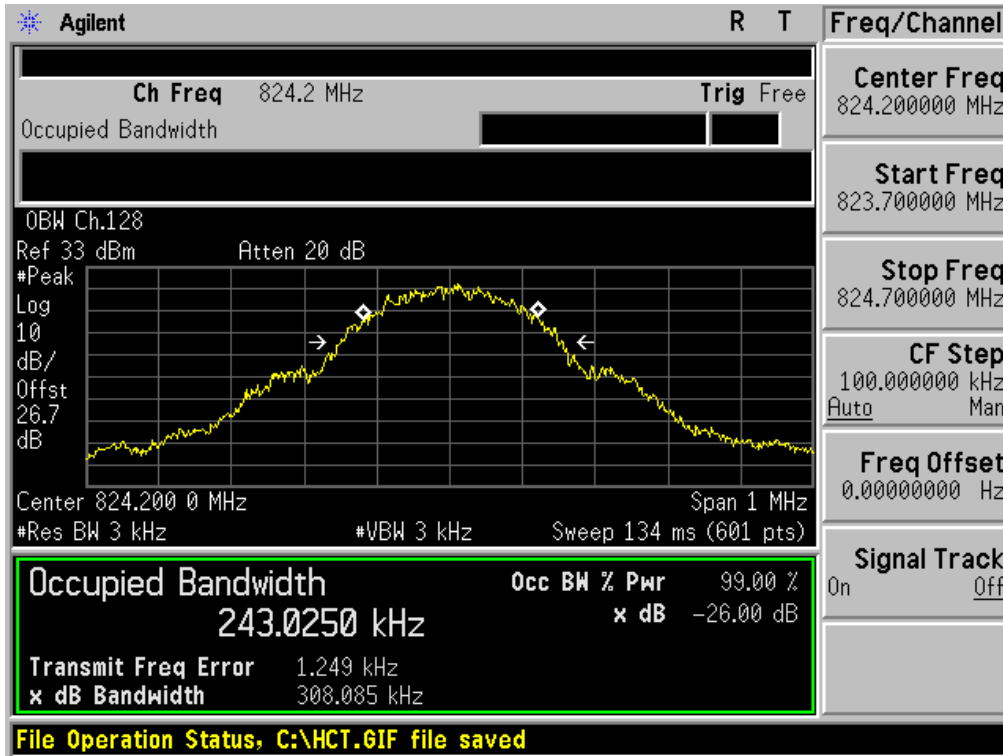 Agilent R T
Ch Freq 824.2 MHz Trig Free
Occupied Bandwidth
OBW Ch.128
Ref 33 dBm Atten 20 dB
#Peak
Log
10
dB/
Offst
26.7
dB
Center 824.200 0 MHz Span 1 MHz
#Res BW 3 kHz #VBW 3 kHz Sweep 134 ms (601 pts)
Occupied Bandwidth Occ BW % Pwr 99.00 %
243.0250 kHz x dB -26.00 dB
Transmit Freq Error 1.249 kHz
x dB Bandwidth 308.085 kHz
File Operation Status, C:\HCT.GIF file saved
Freq/Channel
Center Freq
824.200000 MHz
Start Freq
823.700000 MHz
Stop Freq
824.700000 MHz
CF Step
100.000000 kHz
Auto Man
Freq Offset
0.00000000 Hz
Signal Track
On Off